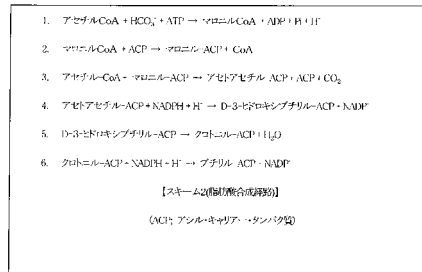 1. アセチルCoA + HCO₃⁻ + ATP → マロニルCoA + ADP + Pi + H⁺
2. マロニルCoA + ACP → マロニル-ACP + CoA
3. アセチル-CoA + マロニル-ACP → アセトアセチル ACP + ACP + CO₂
4. アセトアセチル-ACP + NADPH + H⁺ → D-3-ヒドロキシブチリル-ACP + NADP⁺
5. D-3-ヒドロキシブチリル-ACP → クロトニル-ACP + H₂O
6. クロトニル-ACP + NADPH + H⁺ → ブチリル ACP + NADP⁺
【スキーム2(脂肪酸合成経路)】
(ACP; アシル・キャリアー・タンパク質)